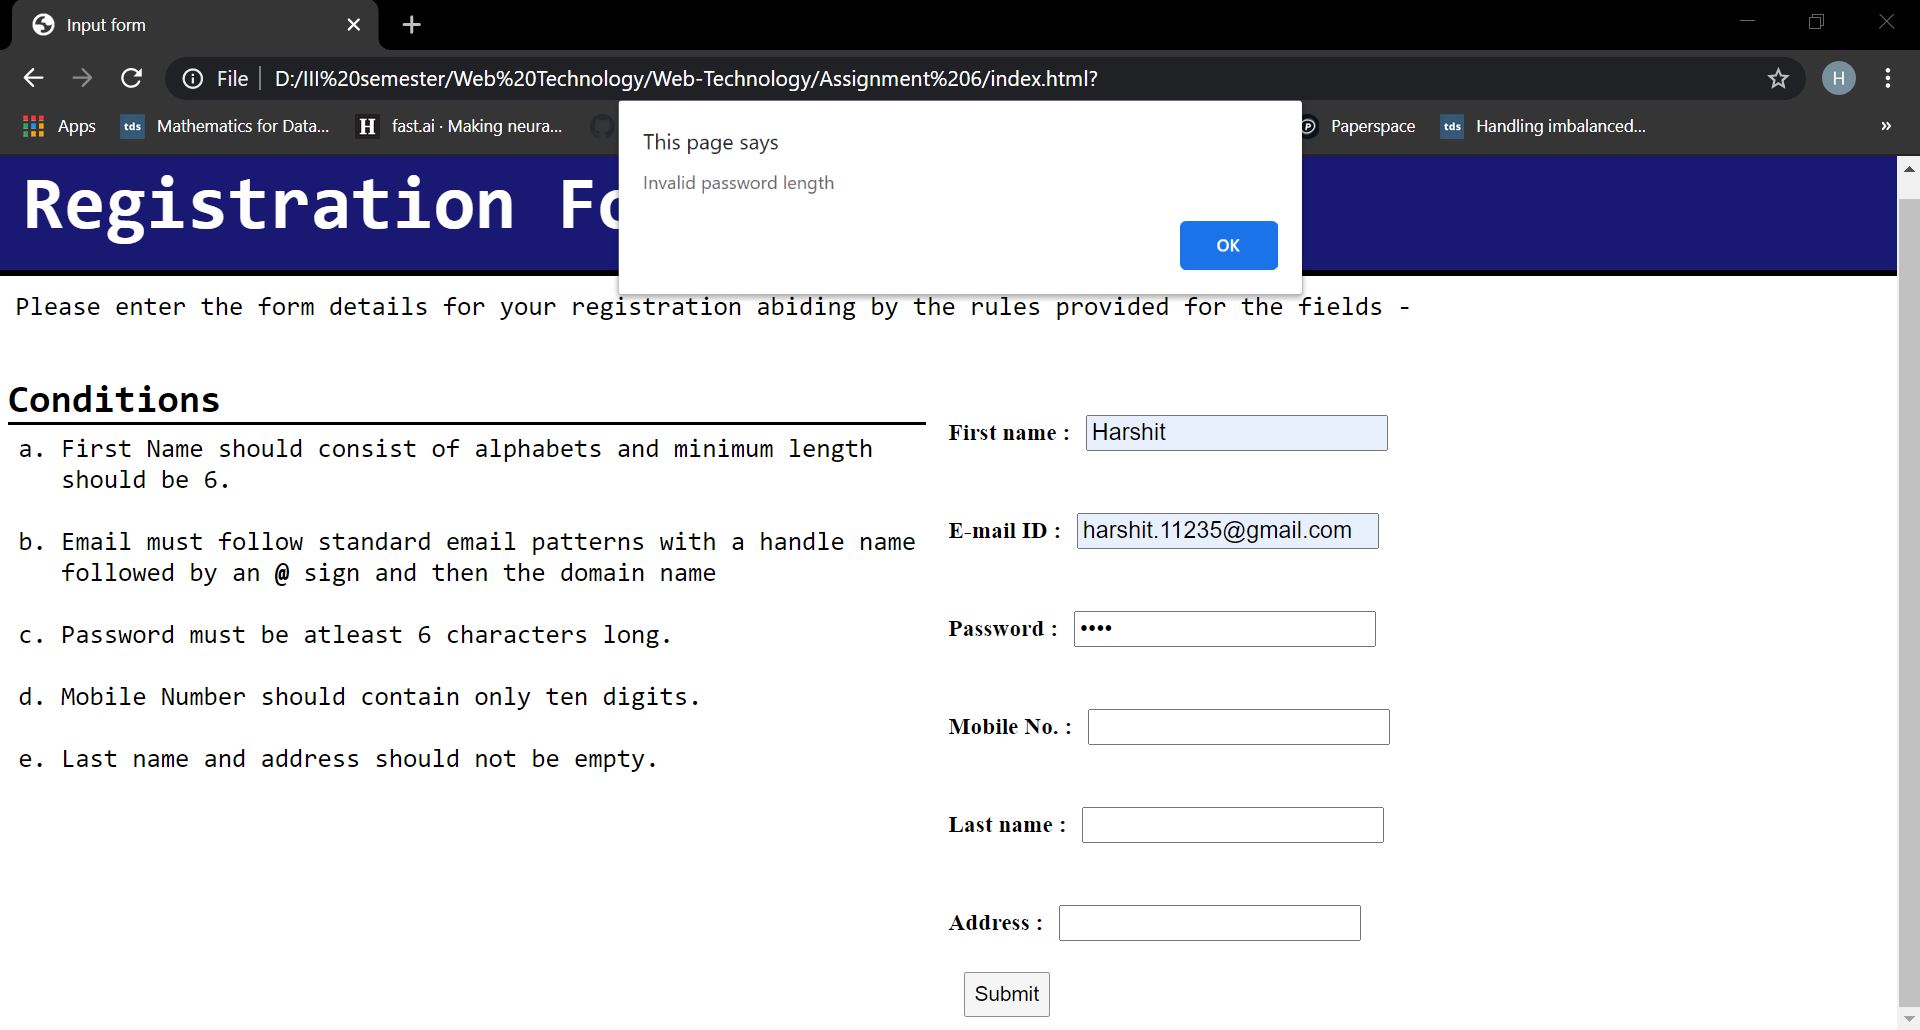 Input form
File D:/III%20semester/Web%20Technology/Web-Technology/Assignment%206/index.html?
H
Apps
tds Mathematics for Data...
H fast.ai · Making neura...
Paperspace
tds Handling imbalanced...
»
This page says
Invalid password length
OK
Registration Fo
Please enter the form details for your registration abiding by the rules provided for the fields -
Conditions
a. First Name should consist of alphabets and minimum length
should be 6.
b. Email must follow standard email patterns with a handle name
followed by an @ sign and then the domain name
c. Password must be atleast 6 characters long.
d. Mobile Number should contain only ten digits.
e. Last name and address should not be empty.
First name : Harshit
E-mail ID : harshit.11235@gmail.com
Password : ••••
Mobile No. :
Last name :
Address :
Submit